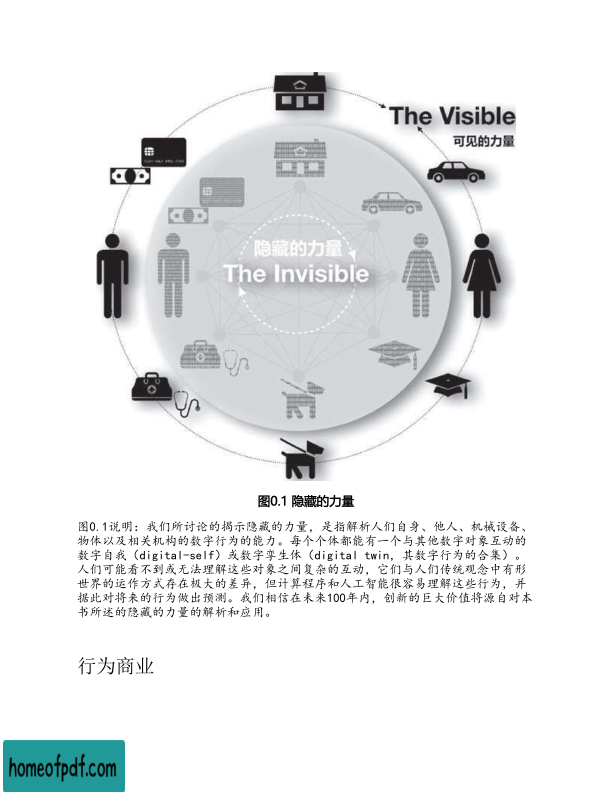 The Visible
可见的力量
隐藏的力量
The Invisible
图0.1 隐藏的力量
图0.1说明：我们所讨论的揭示隐藏的力量，是指解析人们自身、他人、机械设备、
物体以及相关机构的数字行为的能力。每个个体都能有一个与其他数字对象互动的
数字自我（digital-self）或数字孪生体（digital twin，其数字行为的合集）。
人们可能看不到或无法理解这些对象之间复杂的互动，它们与人们传统观念中有形
世界的运作方式存在极大的差异，但计算程序和人工智能很容易理解这些行为，并
据此对将来的行为做出预测。我们相信在未来100年内，创新的巨大价值将源自对本
书所述的隐藏的力量的解析和应用。
行为商业
homeofpdf.com